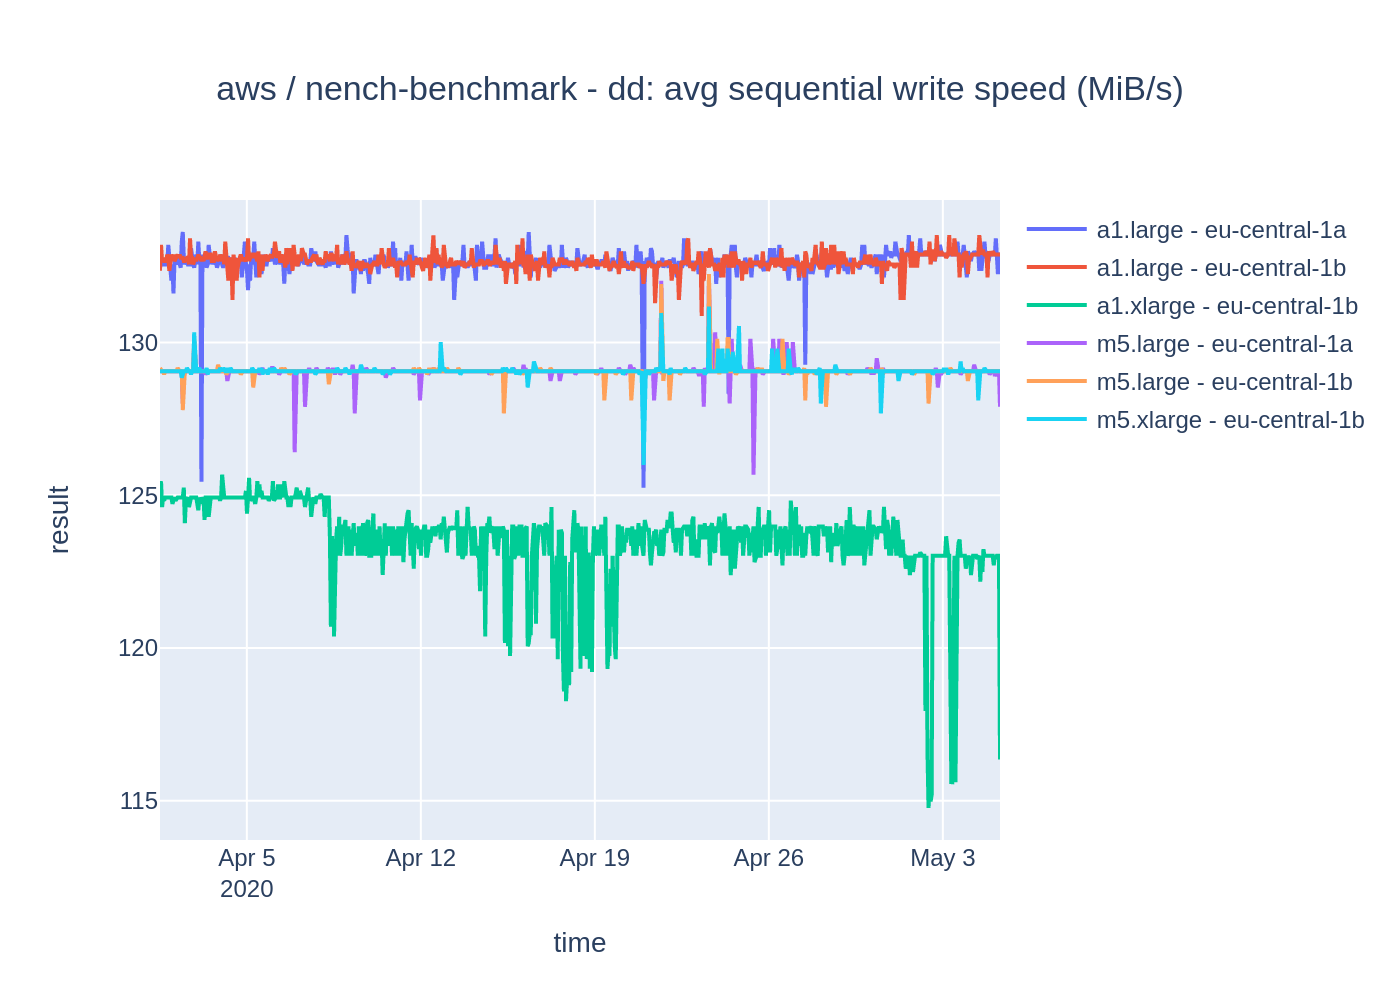 aws / nench-benchmark - dd: avg sequential write speed (MiB/s)
a1.large - eu-central-1a
a1.large - eu-central-1b
a1.xlarge - eu-central-1b
m5.large - eu-central-1a
m5.large - eu-central-1b
m5.xlarge - eu-central-1b
130
125
120
115
result
Apr 5
2020
Apr 12
Apr 19
Apr 26
May 3
time